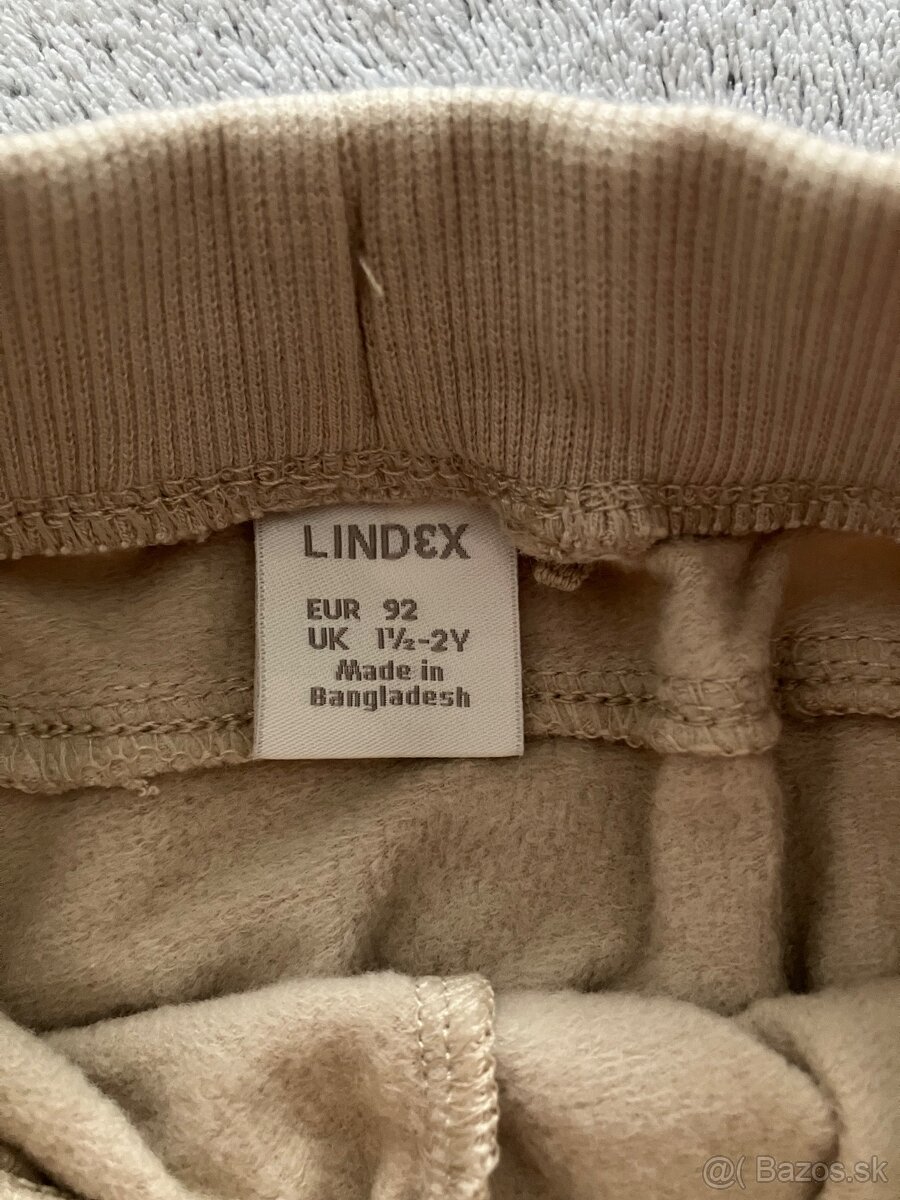 LINDEX
EUR 92
UK 1½-2Y
Made in
Bangladesh
@( Bazos.sk